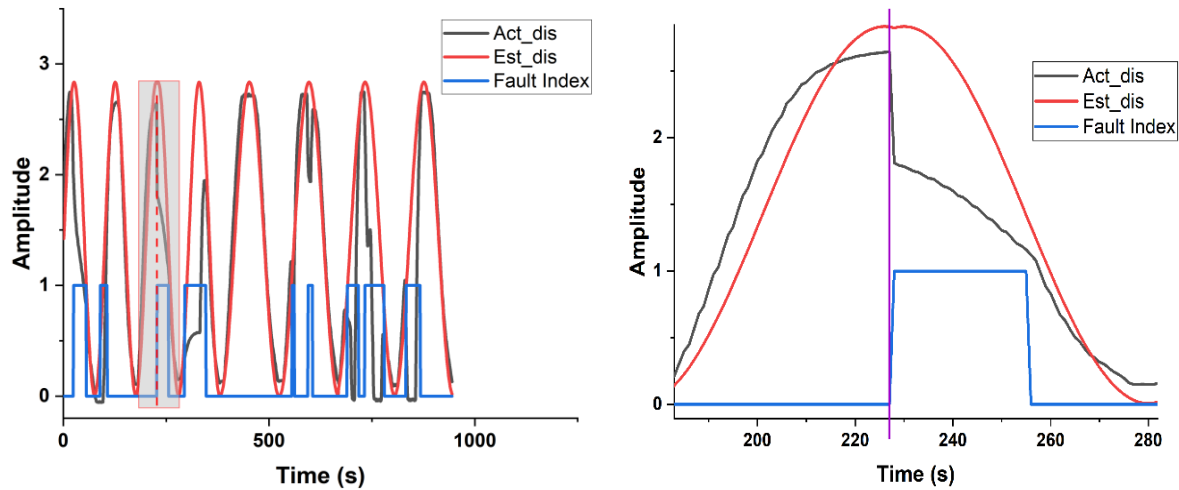 Act_dis
Est_dis
Fault Index
3
2
1
0
Amplitude
0
500
1000
Time (s)
Act_dis
Est_dis
Fault Index
2
1
0
Amplitude
200
220
240
260
280
Time (s)